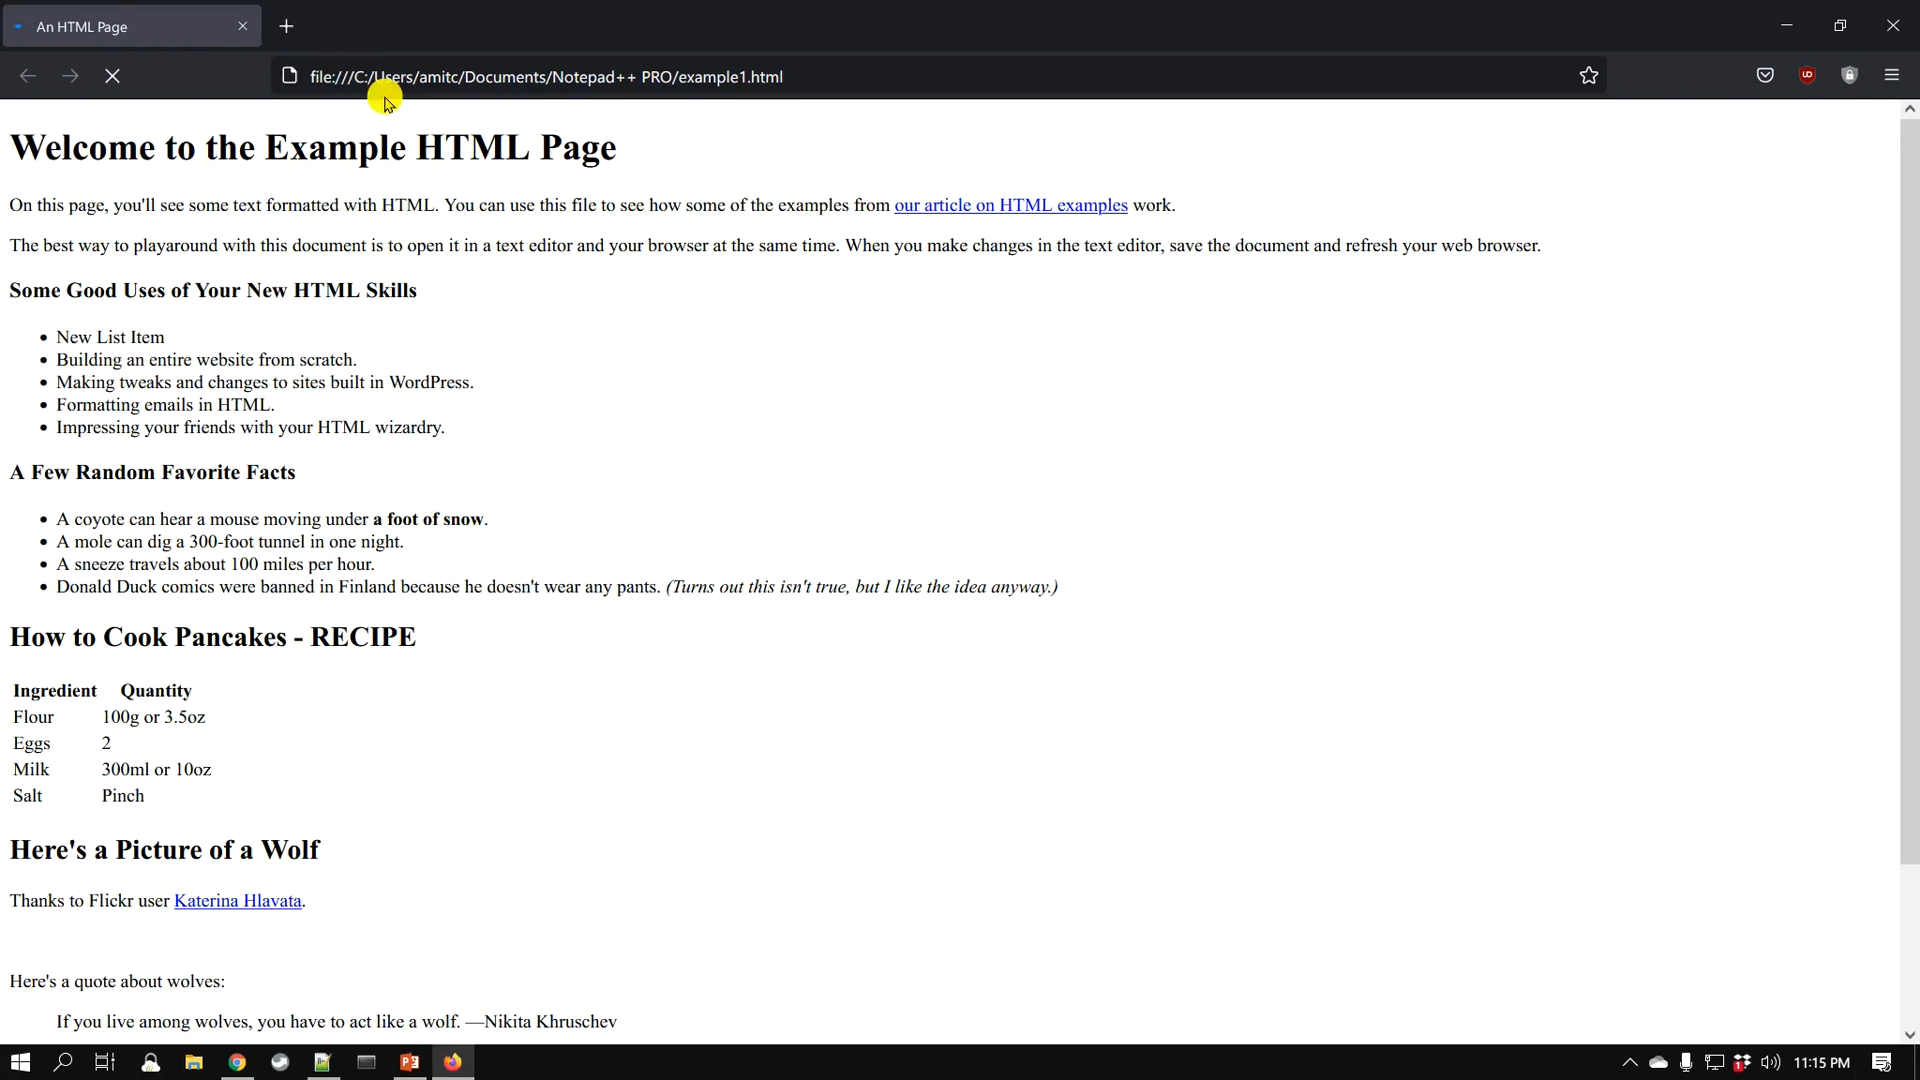 An HTML Page
file:///C:/Users/amitc/Documents/Notepad++ PRO/example1.html
Welcome to the Example HTML Page
On this page, you'll see some text formatted with HTML. You can use this file to see how some of the examples from our article on HTML examples work.
The best way to playaround with this document is to open it in a text editor and your browser at the same time. When you make changes in the text editor, save the document and refresh your web browser.
Some Good Uses of Your New HTML Skills
New List Item
Building an entire website from scratch.
Making tweaks and changes to sites built in WordPress.
Formatting emails in HTML.
Impressing your friends with your HTML wizardry.
A Few Random Favorite Facts
A coyote can hear a mouse moving under a foot of snow.
A mole can dig a 300-foot tunnel in one night.
A sneeze travels about 100 miles per hour.
Donald Duck comics were banned in Finland because he doesn't wear any pants. (Turns out this isn't true, but I like the idea anyway.)
How to Cook Pancakes - RECIPE
Ingredient Quantity
Flour 100g or 3.5oz
Eggs 2
Milk 300ml or 10oz
Salt Pinch
Here's a Picture of a Wolf
Thanks to Flickr user Katerina Hlavata.
Here's a quote about wolves:
If you live among wolves, you have to act like a wolf. —Nikita Khruschev
11:15 PM